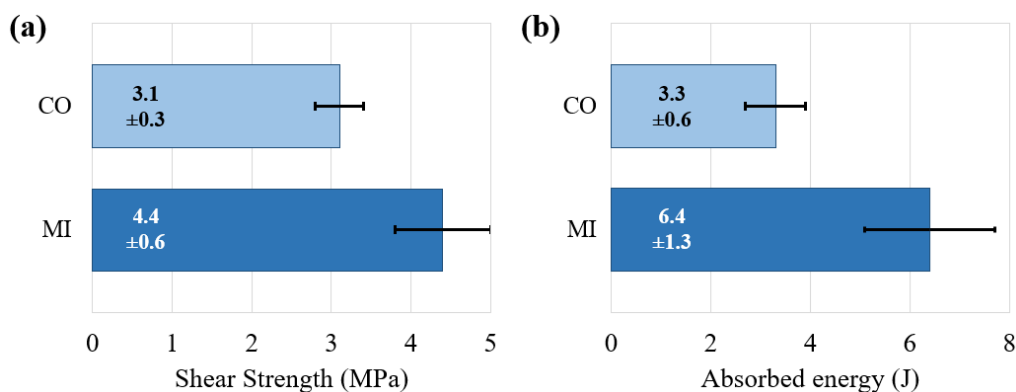 (a)
CO
3.1
±0.3
MI
4.4
±0.6
0 1 2 3 4 5
Shear Strength (MPa)
(b)
CO
3.3
±0.6
MI
6.4
±1.3
0 2 4 6 8
Absorbed energy (J)